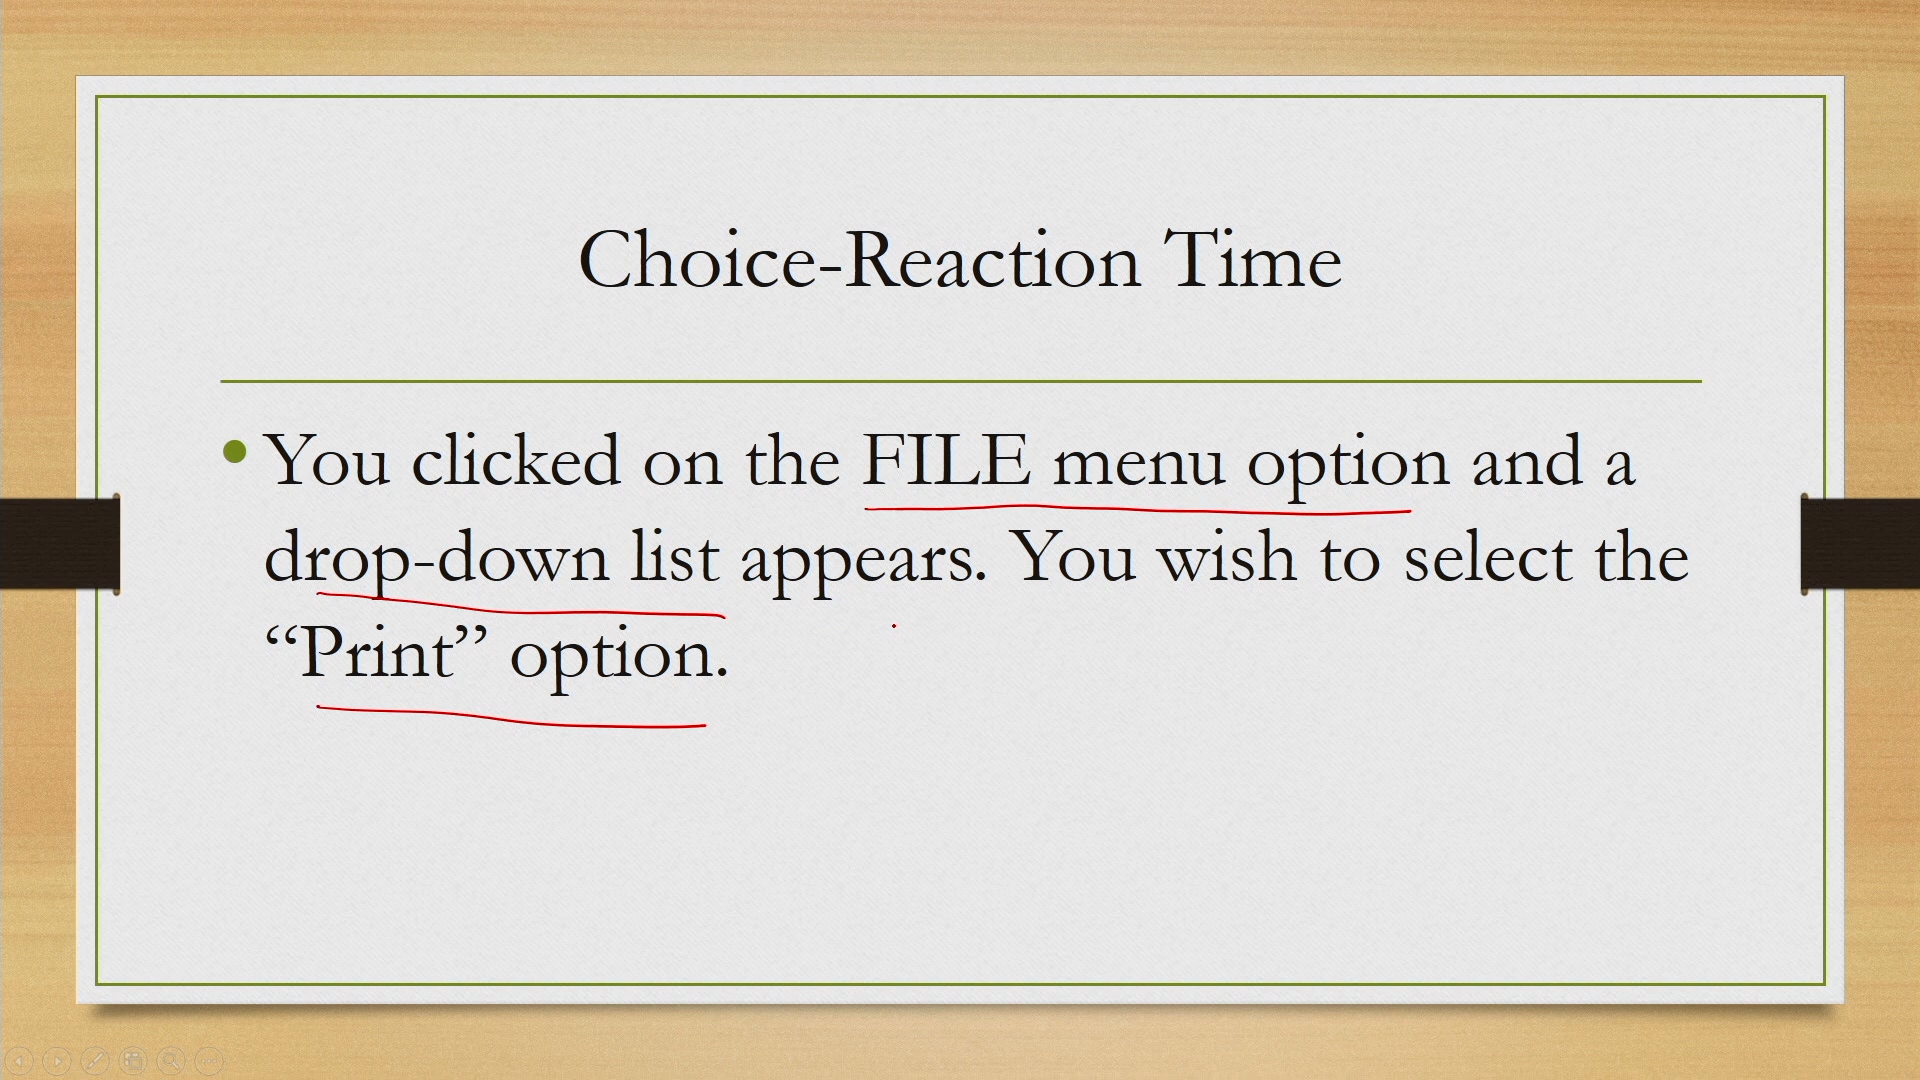 Choice-Reaction Time
• You clicked on the FILE menu option and a
drop-down list appears. You wish to select the
“Print” option.